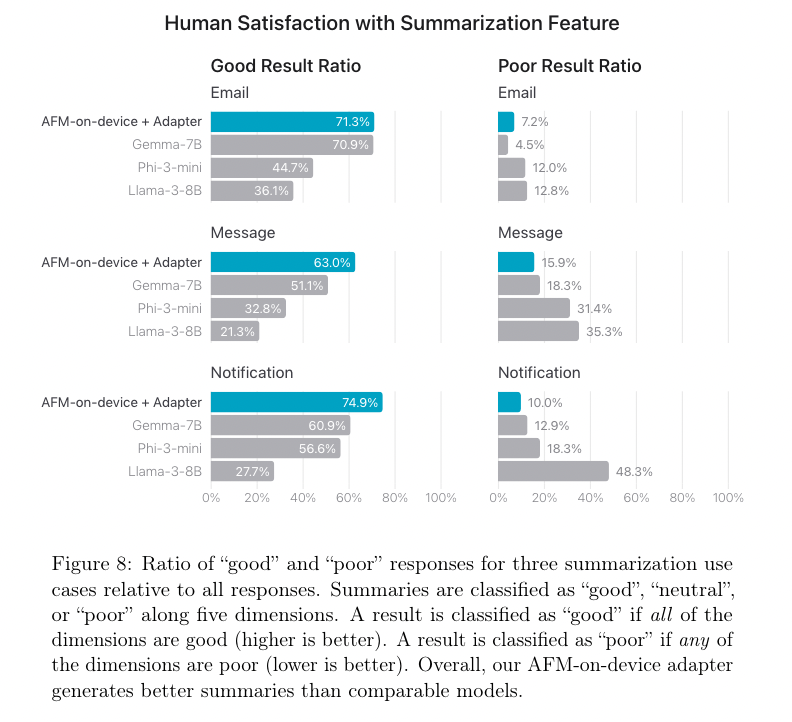 Human Satisfaction with Summarization Feature
Good Result Ratio
Email
AFM-on-device + Adapter 71.3%
Gemma-7B 70.9%
Phi-3-mini 44.7%
Llama-3-8B 36.1%
Message
AFM-on-device + Adapter 63.0%
Gemma-7B 51.1%
Phi-3-mini 32.8%
Llama-3-8B 21.3%
Notification
AFM-on-device + Adapter 74.9%
Gemma-7B 60.9%
Phi-3-mini 56.6%
Llama-3-8B 27.7%
0% 20% 40% 60% 80% 100%
Poor Result Ratio
Email
7.2%
4.5%
12.0%
12.8%
Message
15.9%
18.3%
31.4%
35.3%
Notification
10.0%
12.9%
18.3%
48.3%
0% 20% 40% 60% 80% 100%
Figure 8: Ratio of “good” and “poor” responses for three summarization use
cases relative to all responses. Summaries are classified as “good”, “neutral”,
or “poor” along five dimensions. A result is classified as “good” if all of the
dimensions are good (higher is better). A result is classified as “poor” if any of
the dimensions are poor (lower is better). Overall, our AFM-on-device adapter
generates better summaries than comparable models.